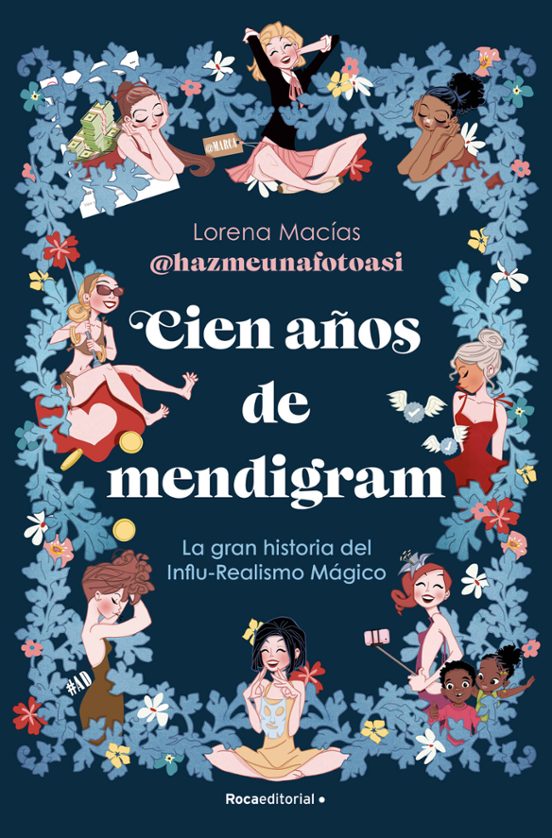 @MARCA
Lorena Macías
@hazmeunafotoasi
Cien años
de
mendigram
La gran historia del
Influ-Realismo Mágico
#AD
Rocaeditorial